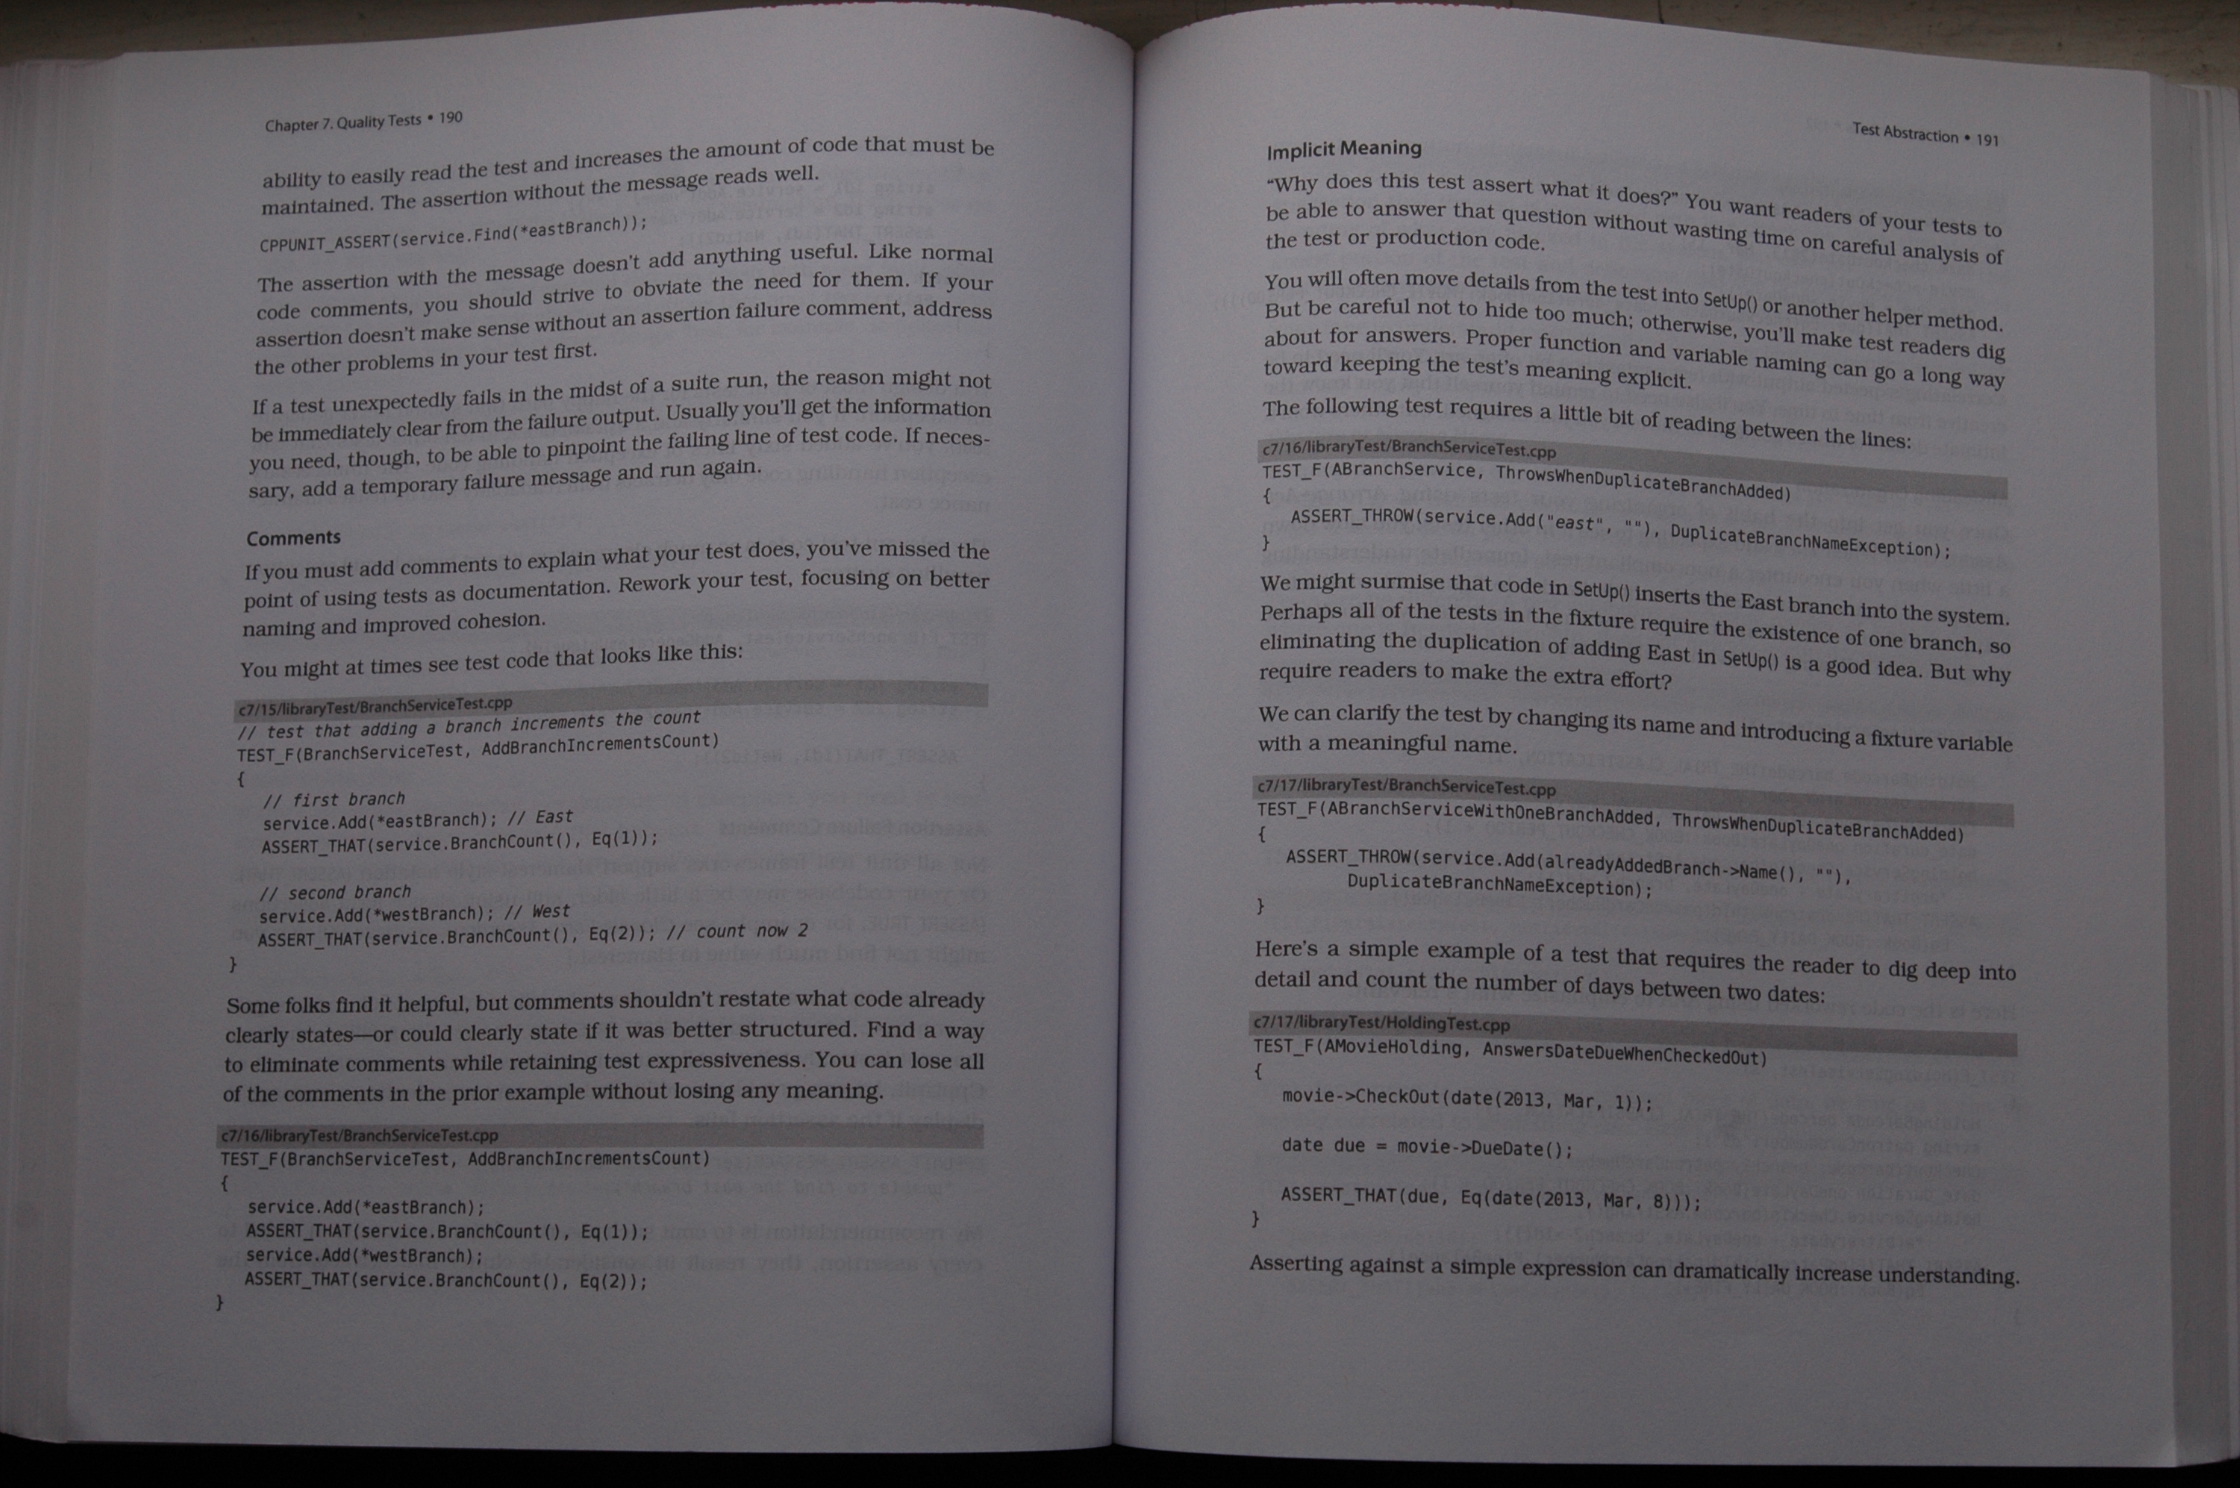 Chapter 7. Quality Tests • 190
ability to easily read the test and increases the amount of code that must be
maintained. The assertion without the message reads well.
CPPUNIT_ASSERT(service.Find(*eastBranch));
The assertion with the message doesn't add anything useful. Like normal
code comments, you should strive to obviate the need for them. If your
assertion doesn't make sense without an assertion failure comment, address
the other problems in your test first.
If a test unexpectedly fails in the midst of a suite run, the reason might not
be immediately clear from the failure output. Usually you'll get the information
you need, though, to be able to pinpoint the failing line of test code. If neces-
sary, add a temporary failure message and run again.
Comments
If you must add comments to explain what your test does, you've missed the
point of using tests as documentation. Rework your test, focusing on better
naming and improved cohesion.
You might at times see test code that looks like this:
c7/15/libraryTest/BranchServiceTest.cpp
// test that adding a branch increments the count
TEST_F(BranchServiceTest, AddBranchIncrementsCount)
{
// first branch
service.Add(*eastBranch); // East
ASSERT_THAT(service.BranchCount(), Eq(1));
// second branch
service.Add(*westBranch); // West
ASSERT_THAT(service.BranchCount(), Eq(2)); // count now 2
}
Some folks find it helpful, but comments shouldn't restate what code already
clearly states—or could clearly state if it was better structured. Find a way
to eliminate comments while retaining test expressiveness. You can lose all
of the comments in the prior example without losing any meaning.
c7/16/libraryTest/BranchServiceTest.cpp
TEST_F(BranchServiceTest, AddBranchIncrementsCount)
{
service.Add(*eastBranch);
ASSERT_THAT(service.BranchCount(), Eq(1));
service.Add(*westBranch);
ASSERT_THAT(service.BranchCount(), Eq(2));
}
Test Abstraction • 191
Implicit Meaning
“Why does this test assert what it does?” You want readers of your tests to
be able to answer that question without wasting time on careful analysis of
the test or production code.
You will often move details from the test into SetUp() or another helper method.
But be careful not to hide too much; otherwise, you'll make test readers dig
about for answers. Proper function and variable naming can go a long way
toward keeping the test's meaning explicit.
The following test requires a little bit of reading between the lines:
c7/16/libraryTest/BranchServiceTest.cpp
TEST_F(ABranchService, ThrowsWhenDuplicateBranchAdded)
{
ASSERT_THROW(service.Add("east", ""), DuplicateBranchNameException);
}
We might surmise that code in SetUp() inserts the East branch into the system.
Perhaps all of the tests in the fixture require the existence of one branch, so
eliminating the duplication of adding East in SetUp() is a good idea. But why
require readers to make the extra effort?
We can clarify the test by changing its name and introducing a fixture variable
with a meaningful name.
c7/17/libraryTest/BranchServiceTest.cpp
TEST_F(ABranchServiceWithOneBranchAdded, ThrowsWhenDuplicateBranchAdded)
{
ASSERT_THROW(service.Add(alreadyAddedBranch->Name(), ""),
DuplicateBranchNameException);
}
Here's a simple example of a test that requires the reader to dig deep into
detail and count the number of days between two dates:
c7/17/libraryTest/HoldingTest.cpp
TEST_F(AMovieHolding, AnswersDateDueWhenCheckedOut)
{
movie->CheckOut(date(2013, Mar, 1));
date due = movie->DueDate();
ASSERT_THAT(due, Eq(date(2013, Mar, 8)));
}
Asserting against a simple expression can dramatically increase understanding.